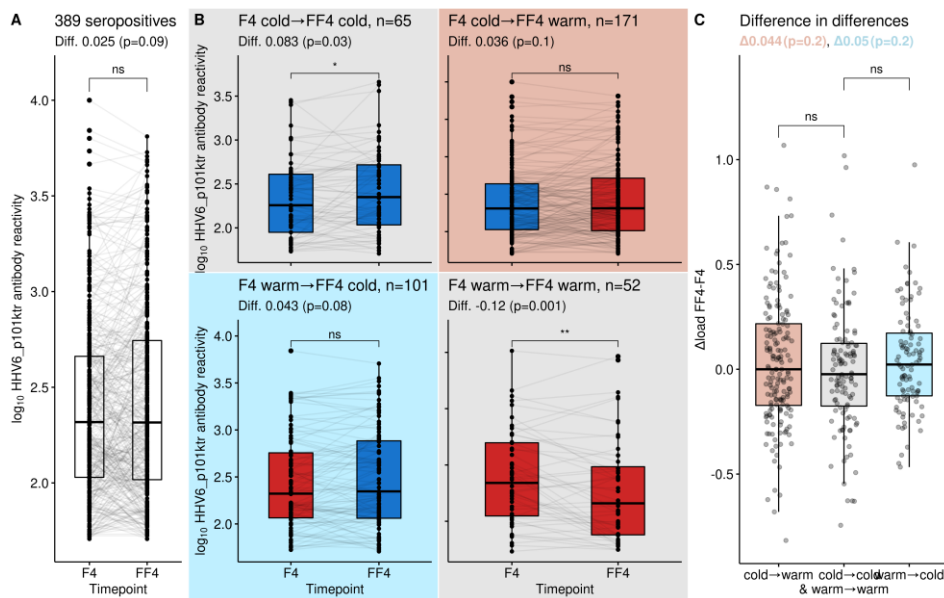 A
389 seropositives
Diff. 0.025 (p=0.09)
ns
log10 HHV6_p101ktr antibody reactivity
4.0
3.5
3.0
2.5
2.0
F4 FF4
Timepoint
B
F4 cold→FF4 cold, n=65
Diff. 0.083 (p=0.03)
*
log10 HHV6_p101ktr antibody reactivity
3.5
3.0
2.5
2.0
F4 cold→FF4 warm, n=171
Diff. 0.036 (p=0.1)
ns
F4 warm→FF4 cold, n=101
Diff. 0.043 (p=0.08)
ns
log10 HHV6_p101ktr antibody reactivity
4.0
3.5
3.0
2.5
2.0
F4 FF4
Timepoint
F4 warm→FF4 warm, n=52
Diff. -0.12 (p=0.001)
**
F4 FF4
Timepoint
C
Difference in differences
Δ0.044(p=0.2), Δ0.05(p=0.2)
ns
ns
Δload FF4-F4
1.0
0.5
0.0
-0.5
cold→warm cold→cold warm→cold
& warm→warm